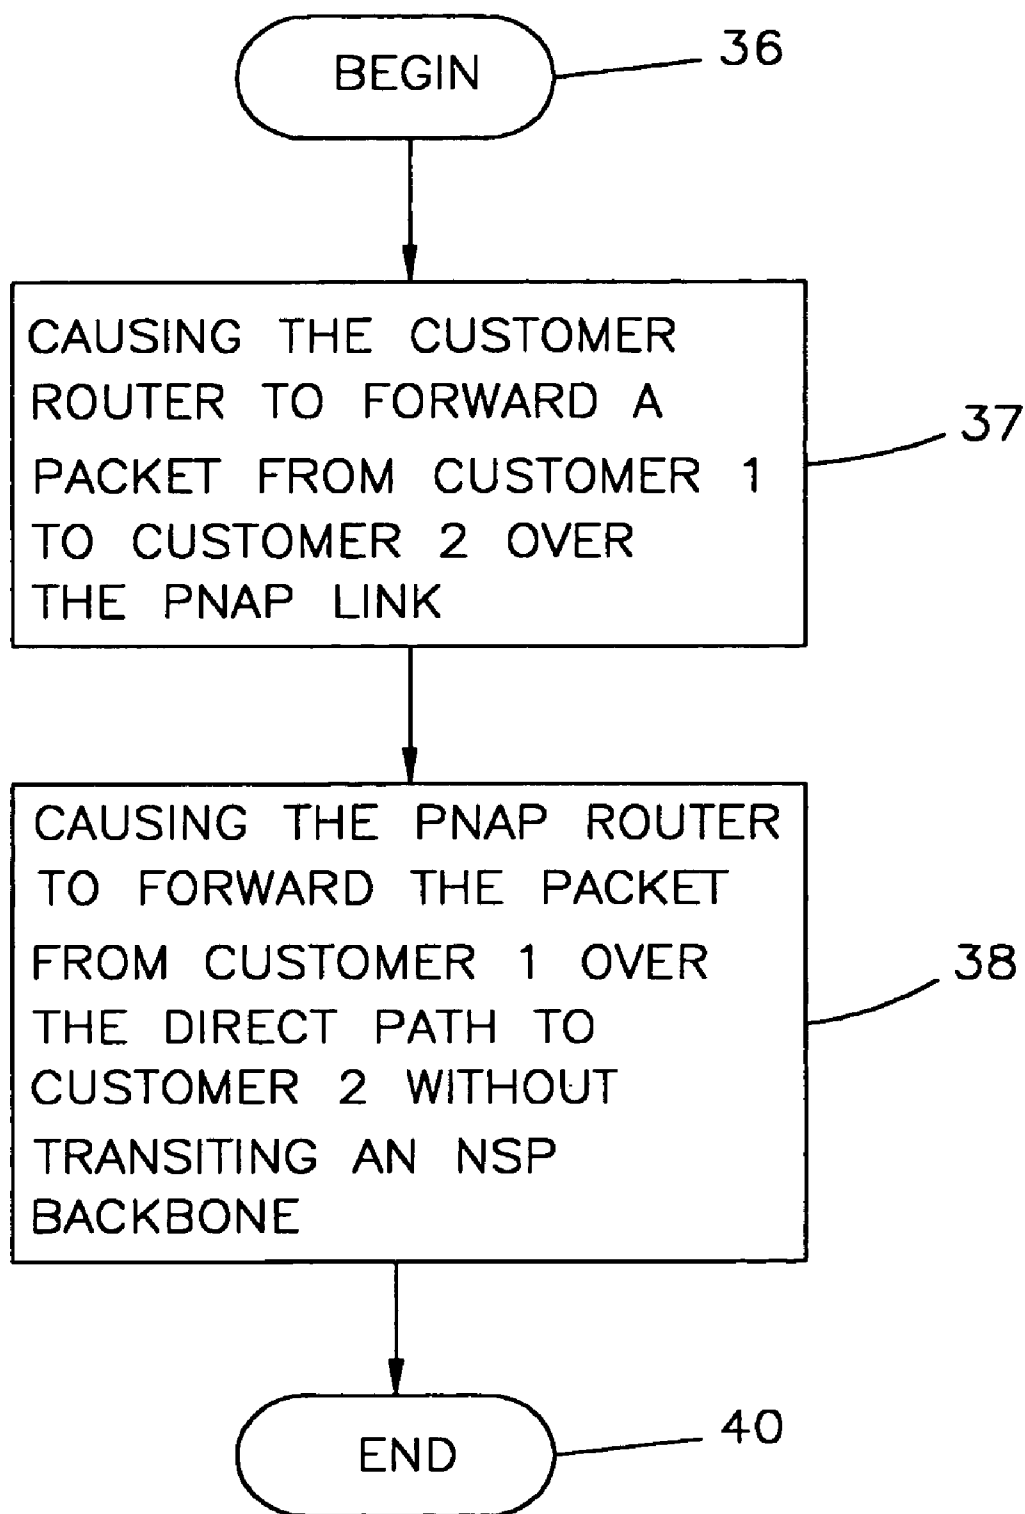 BEGIN
36
CAUSING THE CUSTOMER
ROUTER TO FORWARD A
PACKET FROM CUSTOMER 1
TO CUSTOMER 2 OVER
THE PNAP LINK
37
CAUSING THE PNAP ROUTER
TO FORWARD THE PACKET
FROM CUSTOMER 1 OVER
THE DIRECT PATH TO
CUSTOMER 2 WITHOUT
TRANSITING AN NSP
BACKBONE
38
END
40